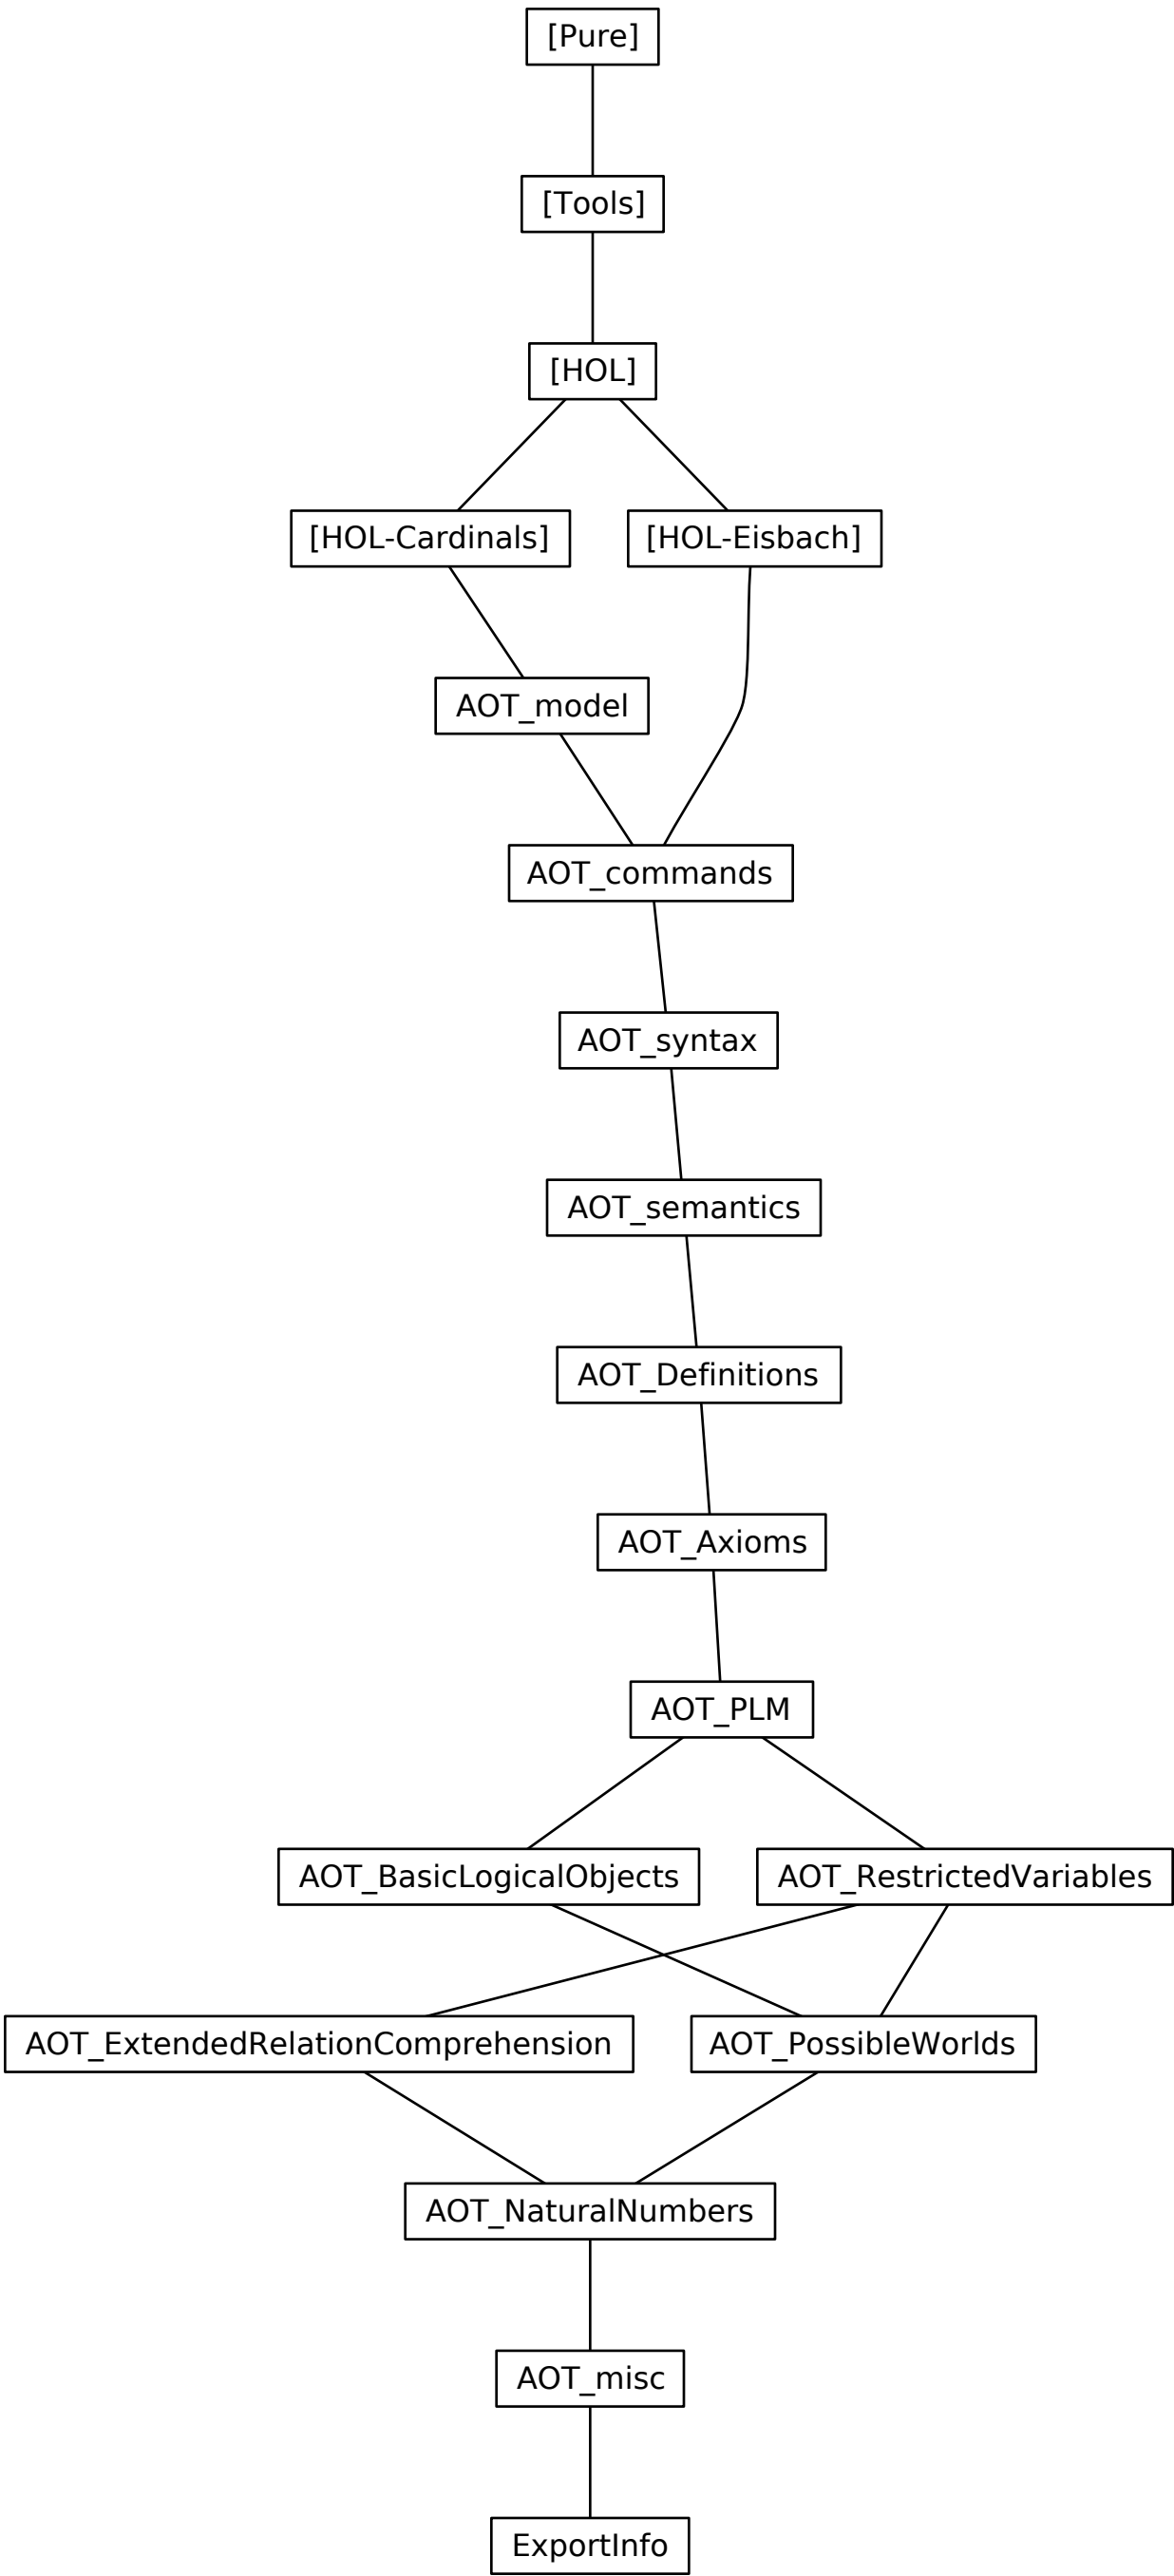 [Pure]
[Tools]
[HOL]
[HOL-Cardinals]
[HOL-Eisbach]
AOT_model
AOT_commands
AOT_syntax
AOT_semantics
AOT_Definitions
AOT_Axioms
AOT_PLM
AOT_BasicLogicalObjects
AOT_RestrictedVariables
AOT_ExtendedRelationComprehension
AOT_PossibleWorlds
AOT_NaturalNumbers
AOT_misc
ExportInfo